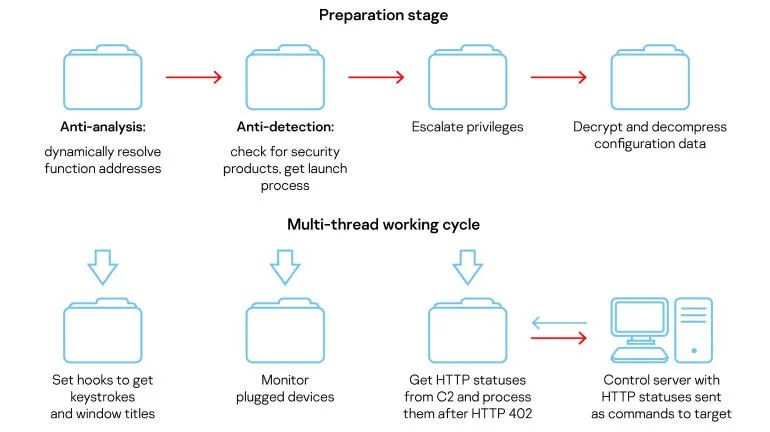 Preparation stage
Anti-analysis:
dynamically resolve
function addresses
Anti-detection:
check for security
products, get launch
process
Escalate privileges
Decrypt and decompress
configuration data
Multi-thread working cycle
Set hooks to get
keystrokes
and window titles
Monitor
plugged devices
Get HTTP statuses
from C2 and process
them after HTTP 402
Control server with
HTTP statuses sent
as commands to target